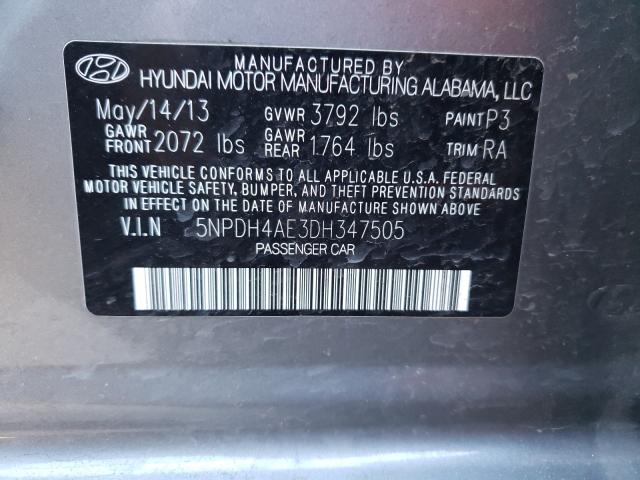 MANUFACTURED BY
HYUNDAI MOTOR MANUFACTURING ALABAMA, LLC
May/14/13 GVWR 3792 lbs PAINT P3
GAWR FRONT 2072 lbs GAWR REAR 1764 lbs TRIM RA
THIS VEHICLE CONFORMS TO ALL APPLICABLE U.S.A. FEDERAL
MOTOR VEHICLE SAFETY, BUMPER, AND THEFT PREVENTION STANDARDS
IN EFFECT ON THE DATE OF MANUFACTURE SHOWN ABOVE
V.I.N 5NPDH4AE3DH347505
PASSENGER CAR